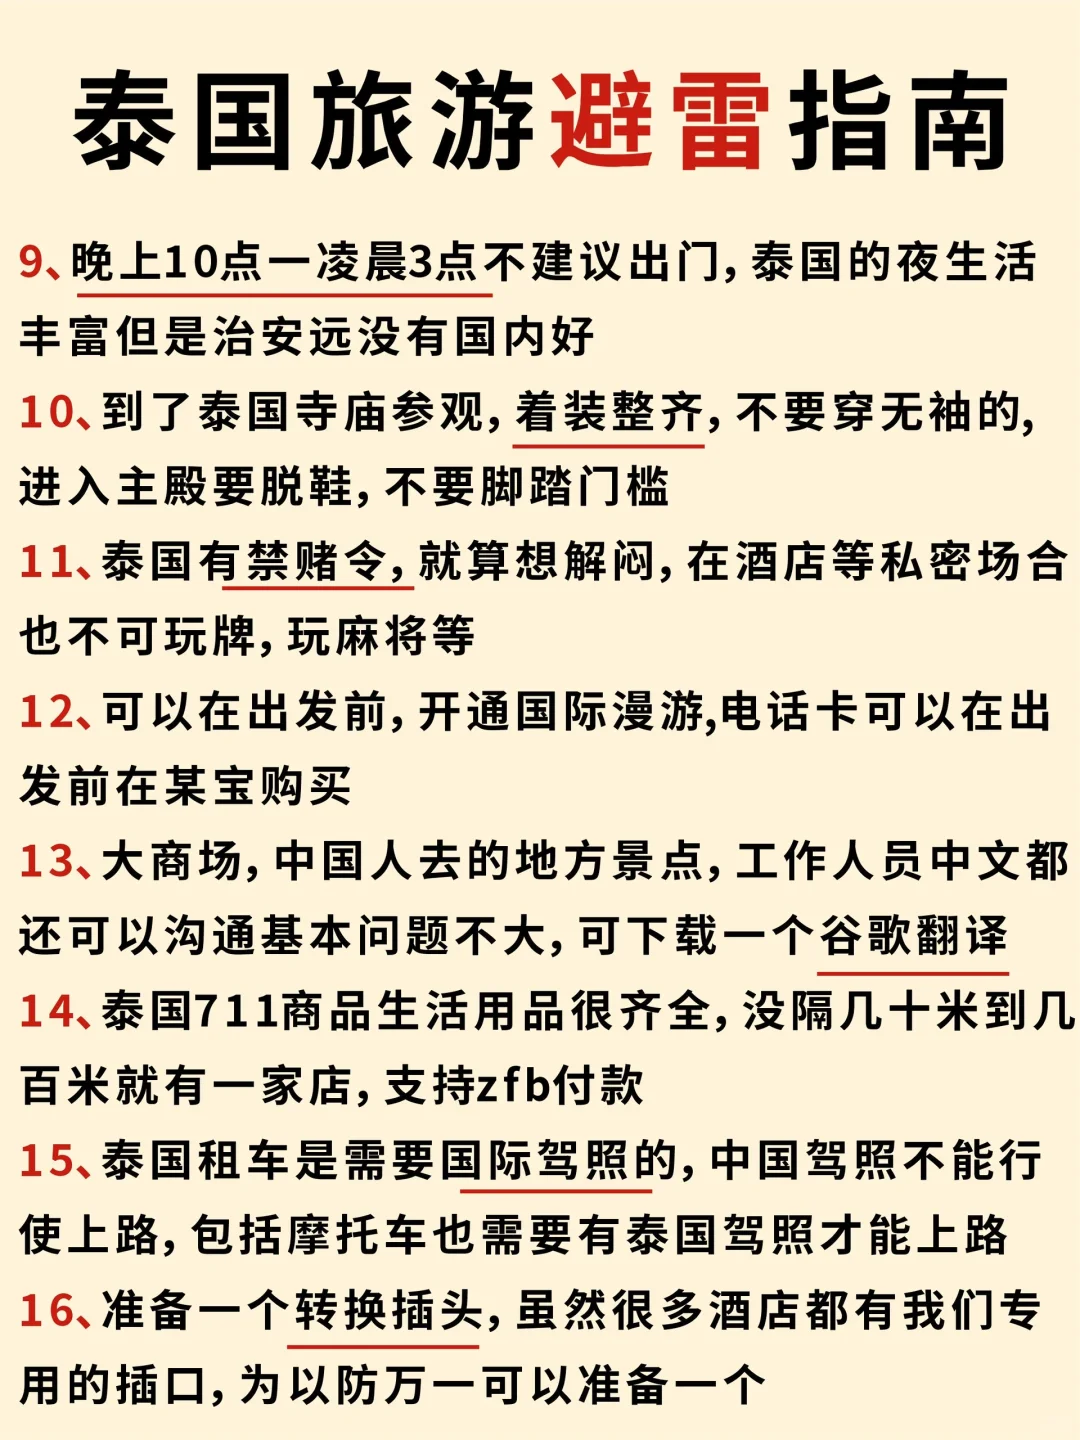 泰国旅游避雷指南
9、晚上10点一凌晨3点不建议出门,泰国的夜生活
丰富但是治安远没有国内好
10、到了泰国寺庙参观,着装整齐,不要穿无袖的,
进入主殿要脱鞋,不要脚踏门槛
11、泰国有禁赌令,就算想解闷,在酒店等私密场合
也不可玩牌,玩麻将等
12、可以在出发前,开通国际漫游,电话卡可以在出
发前在某宝购买
13、大商场,中国人去的地方景点,工作人员中文都
还可以沟通基本问题不大,可下载一个谷歌翻译
14、泰国711商品生活用品很齐全,没隔几十米到几
百米就有一家店,支持zfb付款
15、泰国租车是需要国际驾照的,中国驾照不能行
使上路,包括摩托车也需要有泰国驾照才能上路
16、准备一个转换插头,虽然很多酒店都有我们专
用的插口,为以防万一可以准备一个